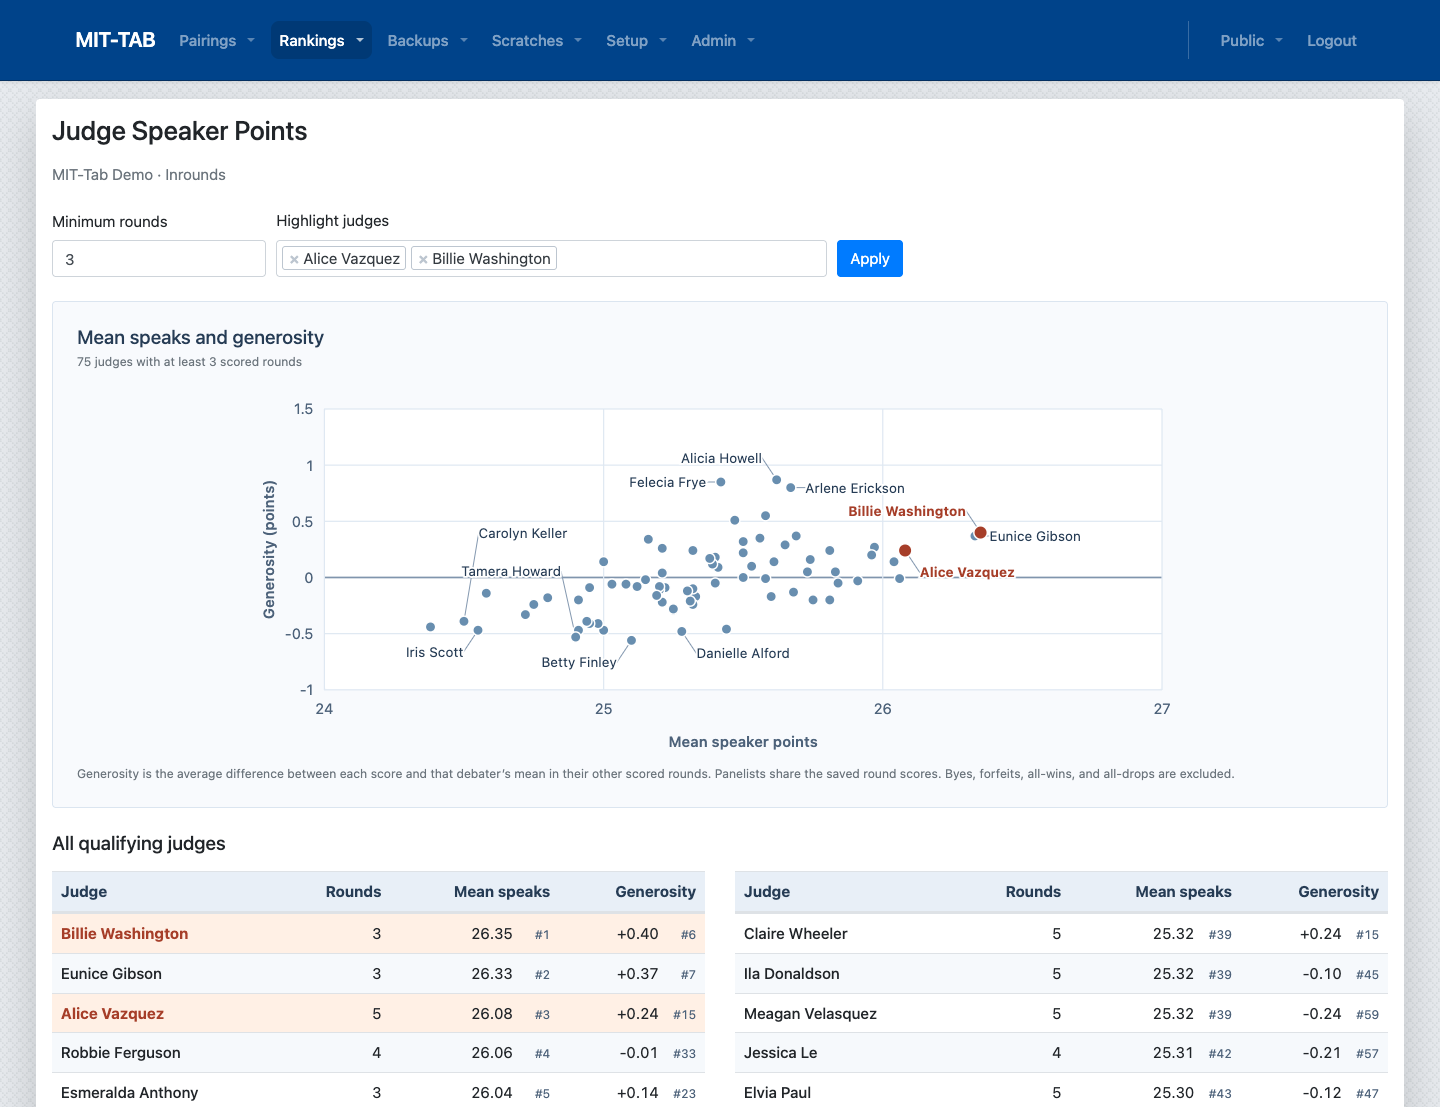 MIT-TAB Pairings Rankings Backups Scratches Setup Admin Public Logout
Judge Speaker Points
MIT-Tab Demo · Inrounds
Minimum rounds Highlight judges
3 × Alice Vazquez × Billie Washington Apply
Mean speaks and generosity
75 judges with at least 3 scored rounds
1.5
Alicia Howell
1
Felecia Frye
Arlene Erickson
Billie Washington
0.5
Carolyn Keller
Eunice Gibson
Tamera Howard
Alice Vazquez
0
Generosity (points)
-0.5
Iris Scott
Danielle Alford
Betty Finley
-1
24 25 26 27
Mean speaker points
Generosity is the average difference between each score and that debater's mean in their other scored rounds. Panelists share the saved round scores. Byes, forfeits, all-wins, and all-drops are excluded.
All qualifying judges
Judge Rounds Mean speaks Generosity
Billie Washington 3 26.35 #1 +0.40 #6
Eunice Gibson 3 26.33 #2 +0.37 #7
Alice Vazquez 5 26.08 #3 +0.24 #15
Robbie Ferguson 4 26.06 #4 -0.01 #33
Esmeralda Anthony 3 26.04 #5 +0.14 #23
Judge Rounds Mean speaks Generosity
Claire Wheeler 5 25.32 #39 +0.24 #15
Ila Donaldson 5 25.32 #39 -0.10 #45
Meagan Velasquez 5 25.32 #39 -0.24 #59
Jessica Le 4 25.31 #42 -0.21 #57
Elvia Paul 5 25.30 #43 -0.12 #47